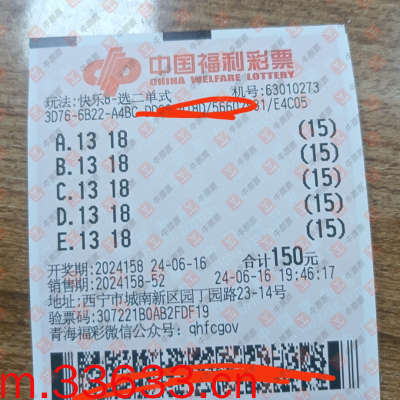 中国福利彩票
CHINA WELFARE LOTTERY
玩法:快乐8-选二单式 机号:63010273
3D76-6B22-A4BC /E4C05
A.13 18 (15)
B.13 18 (15)
C.13 18 (15)
D.13 18 (15)
E.13 18 (15)
开奖期:2024158 24-06-16 合计150元
销售期:2024158-52 24-06-16 19:46:17
地址:西宁市城南新区园丁园路23-14号
验票码:307221B0AB2FDF19
青海福彩微信公众号: qhfcgov
m.33633.cn